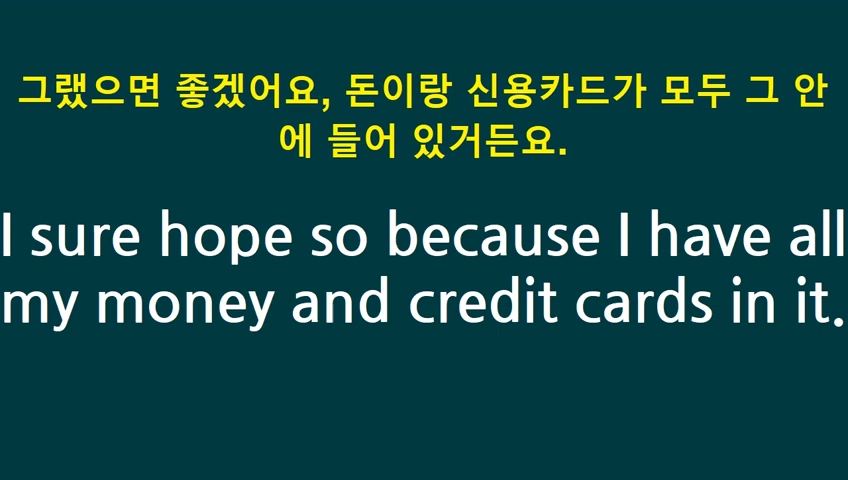 그랬으면 좋겠어요, 돈이랑 신용카드가 모두 그 안
에 들어 있거든요.
I sure hope so because I have all
my money and credit cards in it.